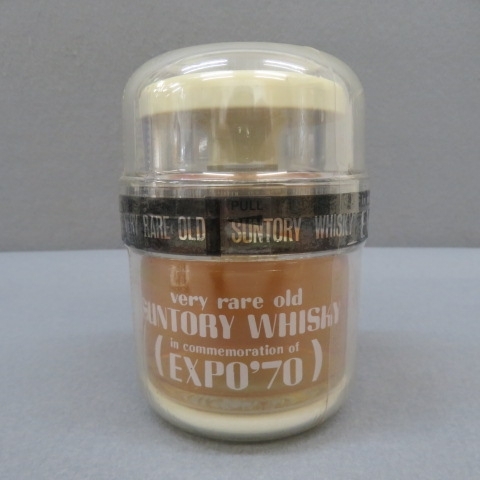 PULL
RARE OLD SUNTORY WHISKY
very rare old
SUNTORY WHISKY
in commemoration of
(EXPO'70)